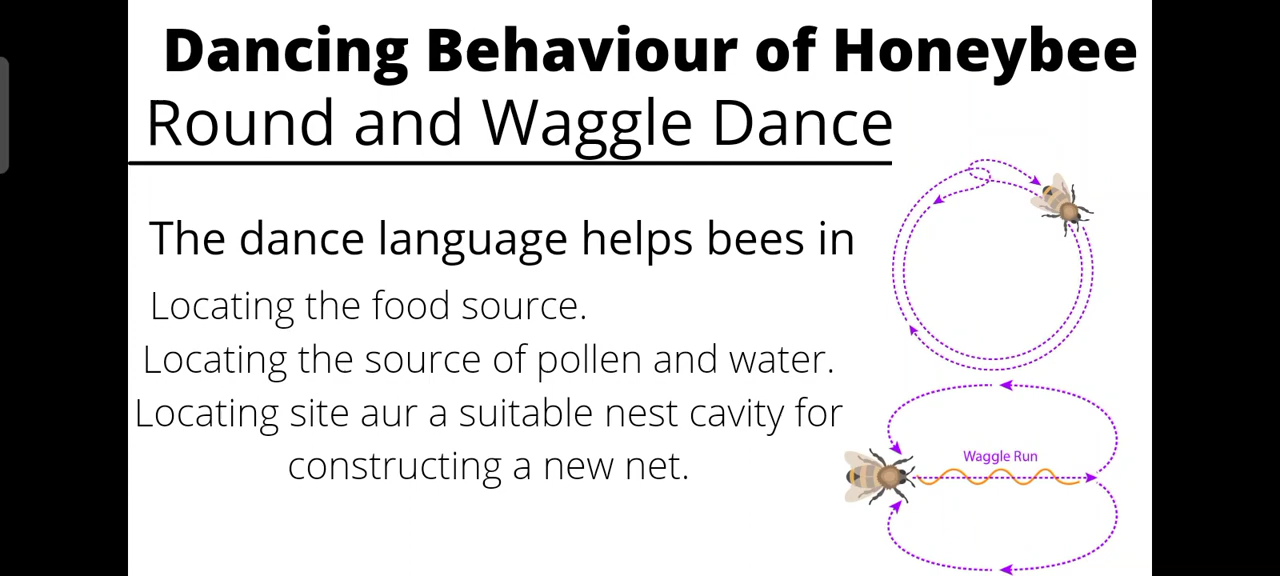 Dancing Behaviour of Honeybee
Round and Waggle Dance
The dance language helps bees in
Locating the food source.
Locating the source of pollen and water.
Locating site aur a suitable nest cavity for
constructing a new net.
Waggle Run